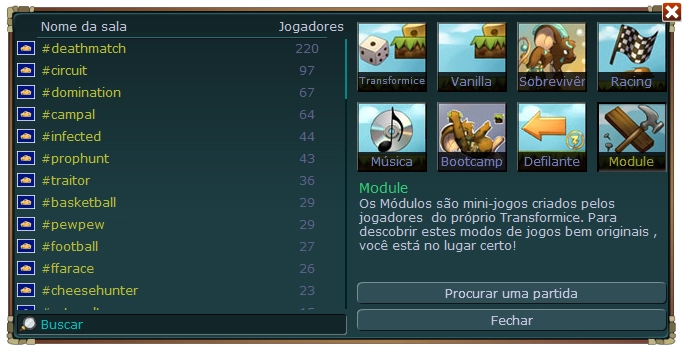 Nome da sala Jogadores
#deathmatch 220
#circuit 97
#domination 67
#campal 64
#infected 44
#prophunt 43
#traitor 36
#basketball 29
#pewpew 29
#football 27
#ffarace 26
#cheesehunter 23
Buscar
Transformice Vanilla Sobrevivêr Racing
Música Bootcamp Defilante Module
Module
Os Módulos são mini-jogos criados pelos
jogadores do próprio Transformice. Para
descobrir estes modos de jogos bem originais ,
você está no lugar certo!
Procurar uma partida
Fechar